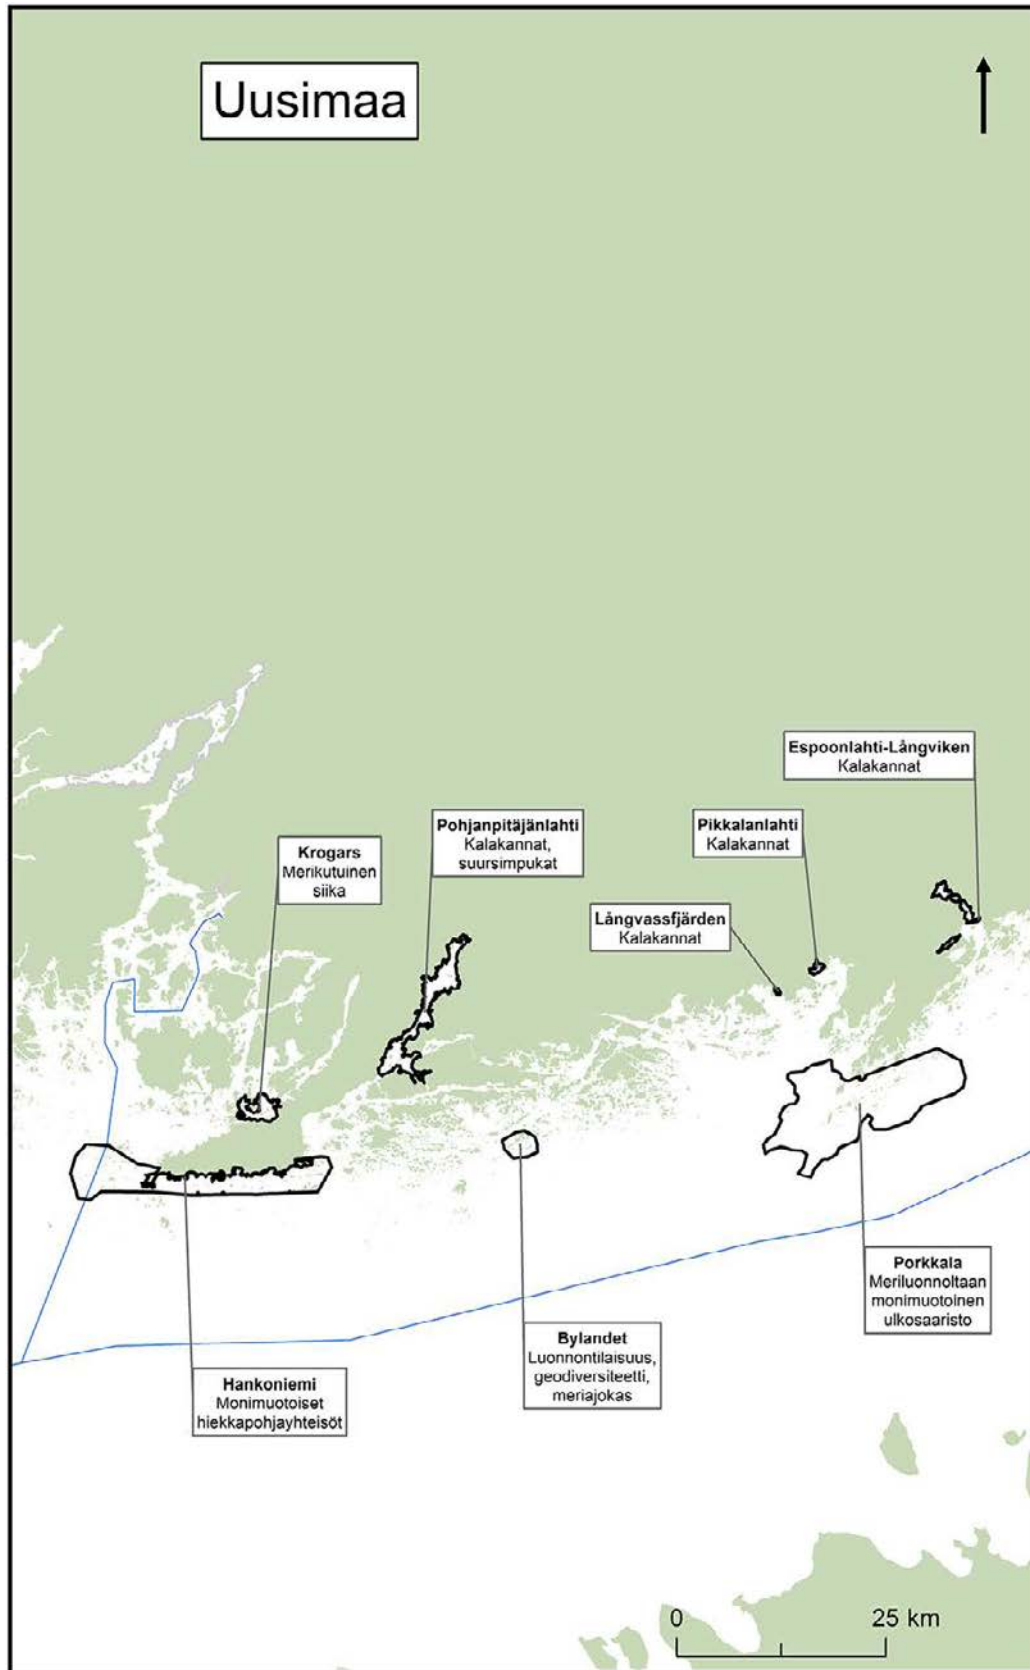 Uusimaa
Espoonlahti-Långviken
Kalakannat
Pohjanpitäjänlahti
Kalakannat,
suursimpukat
Pikkalanlahti
Kalakannat
Krogars
Merikutuinen
siika
Långvassfjärden
Kalakannat
Porkkala
Meriluonnoltaan
monimuotoinen
ulkosaaristo
Bylandet
Luonnontilaisuus,
geodiversiteetti,
meriajokas
Hankoniemi
Monimuotoiset
hiekkapohjayhteisöt
0 25 km